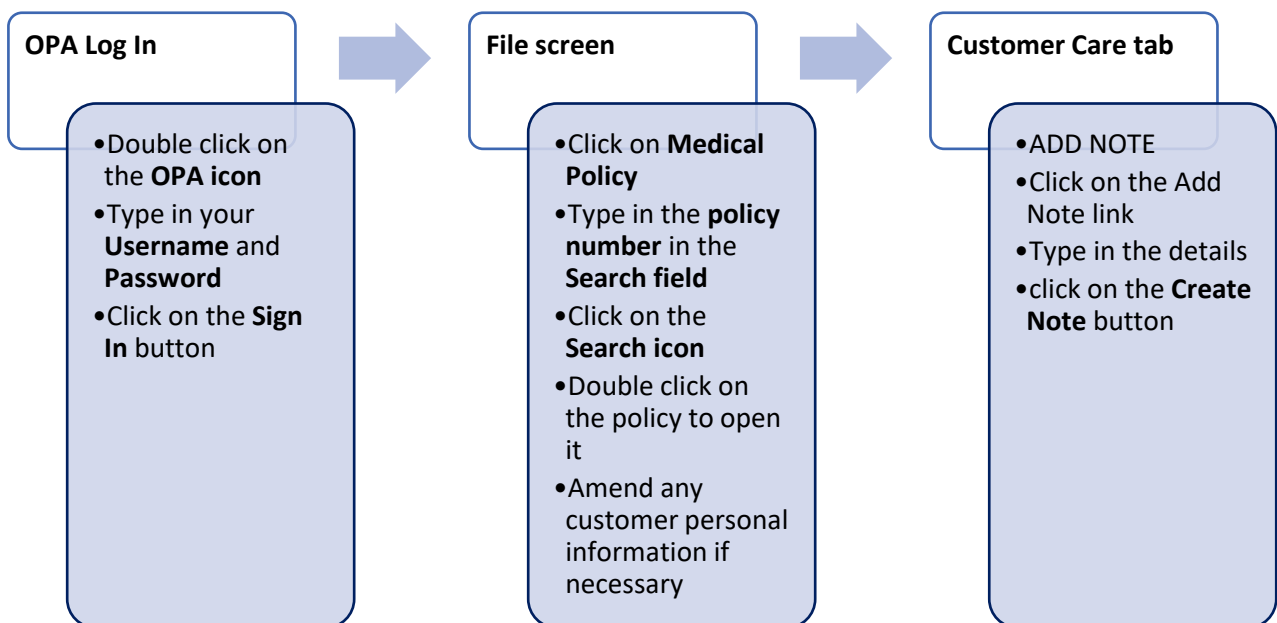 OPA Log In
•Double click on
the OPA icon
•Type in your
Username and
Password
•Click on the Sign
In button
File screen
•Click on Medical
Policy
•Type in the policy
number in the
Search field
•Click on the
Search icon
•Double click on
the policy to open
it
•Amend any
customer personal
information if
necessary
Customer Care tab
•ADD NOTE
•Click on the Add
Note link
•Type in the details
•click on the Create
Note button